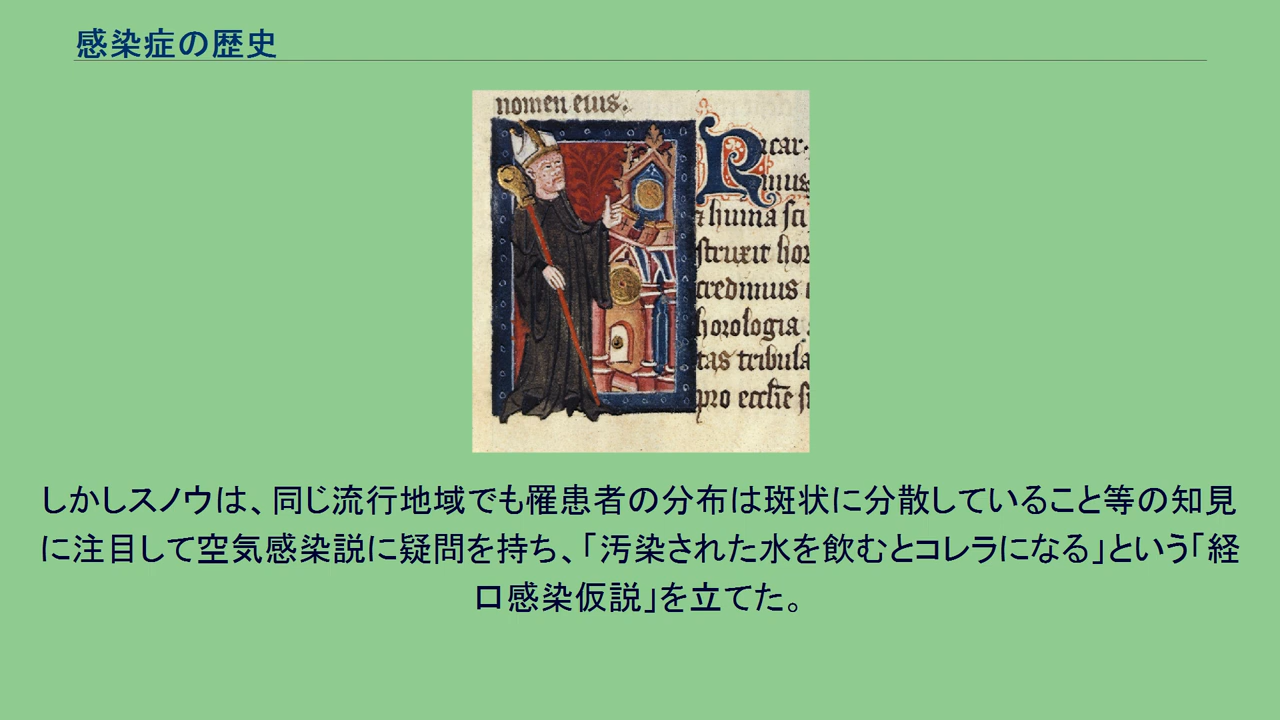 感染症の歴史
nomen eius.
Ricar-
dus
horologia
しかしスノウは、同じ流行地域でも罹患者の分布は斑状に分散していること等の知見
に注目して空気感染説に疑問を持ち、「汚染された水を飲むとコレラになる」という「経
口感染仮説」を立てた。